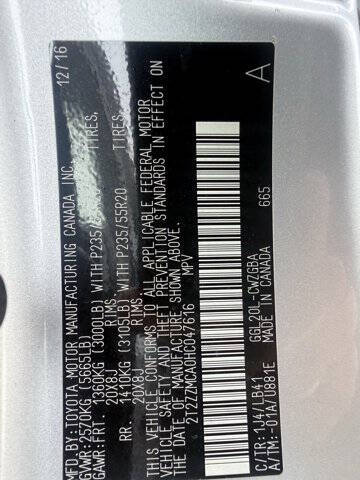 MFD. BY:TOYOTA MOTOR MANUFACTURING CANADA INC. 12/16
GVWR:2570KG(5665LB)
GAWR:FRT. 1360KG(3000LB) WITH P235/55R20 TIRES,
20X8J RIMS,
RR. 1410KG(3105LB) WITH P235/55R20 TIRES,
20X8J RIMS,
THIS VEHICLE CONFORMS TO ALL APPLICABLE FEDERAL MOTOR
VEHICLE SAFETY AND THEFT PREVENTION STANDARDS IN EFFECT ON
THE DATE OF MANUFACTURE SHOWN ABOVE.
2T2ZZMCA0HC047616
MPV
A
C/TR:1J4/LB41 GGL20L-CWZGBA
A/TM:-01A/U881E MADE IN CANADA 665